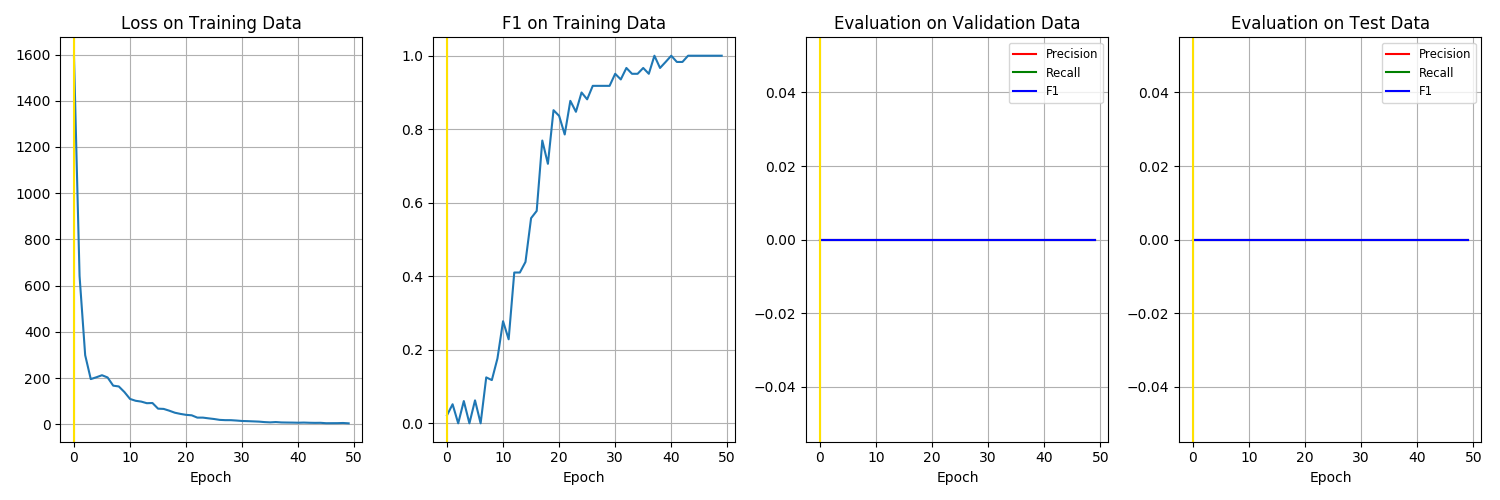 Loss on Training Data
1600
1400
1200
1000
800
600
400
200
0
0 10 20 30 40 50
Epoch
F1 on Training Data
1.0
0.8
0.6
0.4
0.2
0.0
0 10 20 30 40 50
Epoch
Evaluation on Validation Data
Precision
Recall
F1
0.04
0.02
0.00
−0.02
−0.04
0 10 20 30 40 50
Epoch
Evaluation on Test Data
Precision
Recall
F1
0.04
0.02
0.00
−0.02
−0.04
0 10 20 30 40 50
Epoch